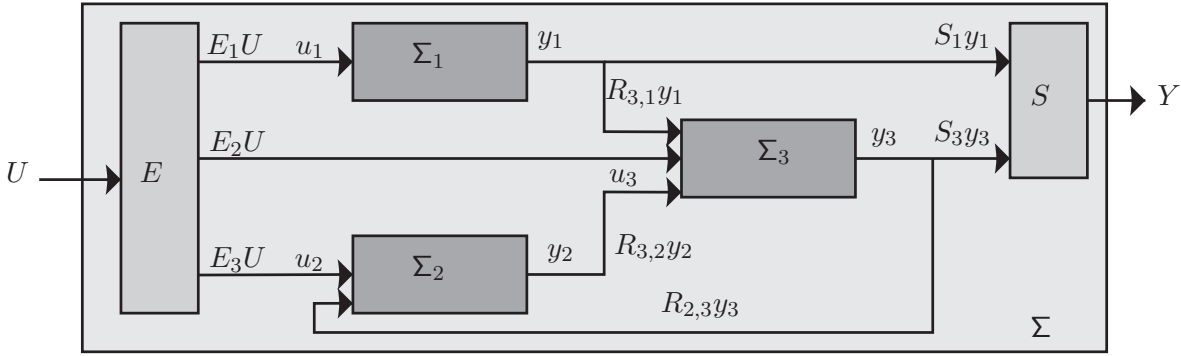 E₁U u₁ Σ₁ y₁ S₁y₁
S Y
R₃,₁y₁
E₂U Σ₃ y₃ S₃y₃
U E u₃
E₃U u₂ Σ₂ y₂ R₃,₂y₂
R₂,₃y₃
Σ